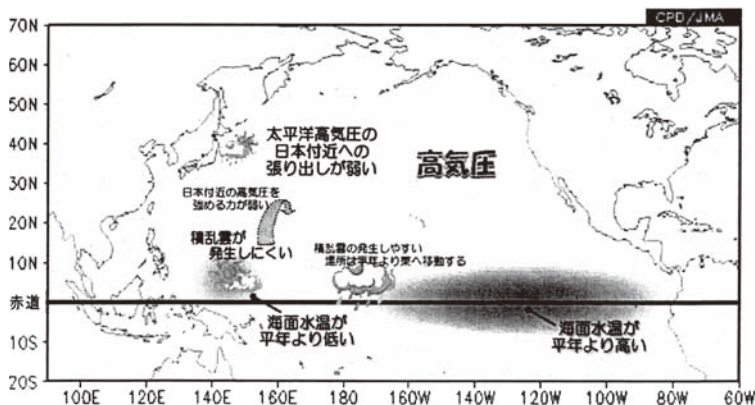 CPD/JMA
70N
60N
50N
40N
30N
20N
10N
赤道
10S
20S
太平洋高気圧の
日本付近への
張り出しが弱い
高気圧
日本付近の高気圧を
強める力が弱い
積乱雲が
発生しにくい
積乱雲の発生しやすい
場所は平年より東へ移動する
海面水温が
平年より低い
海面水温が
平年より高い
100E
120E
140E
160E
180
160W
140W
120W
100W
80W
60W